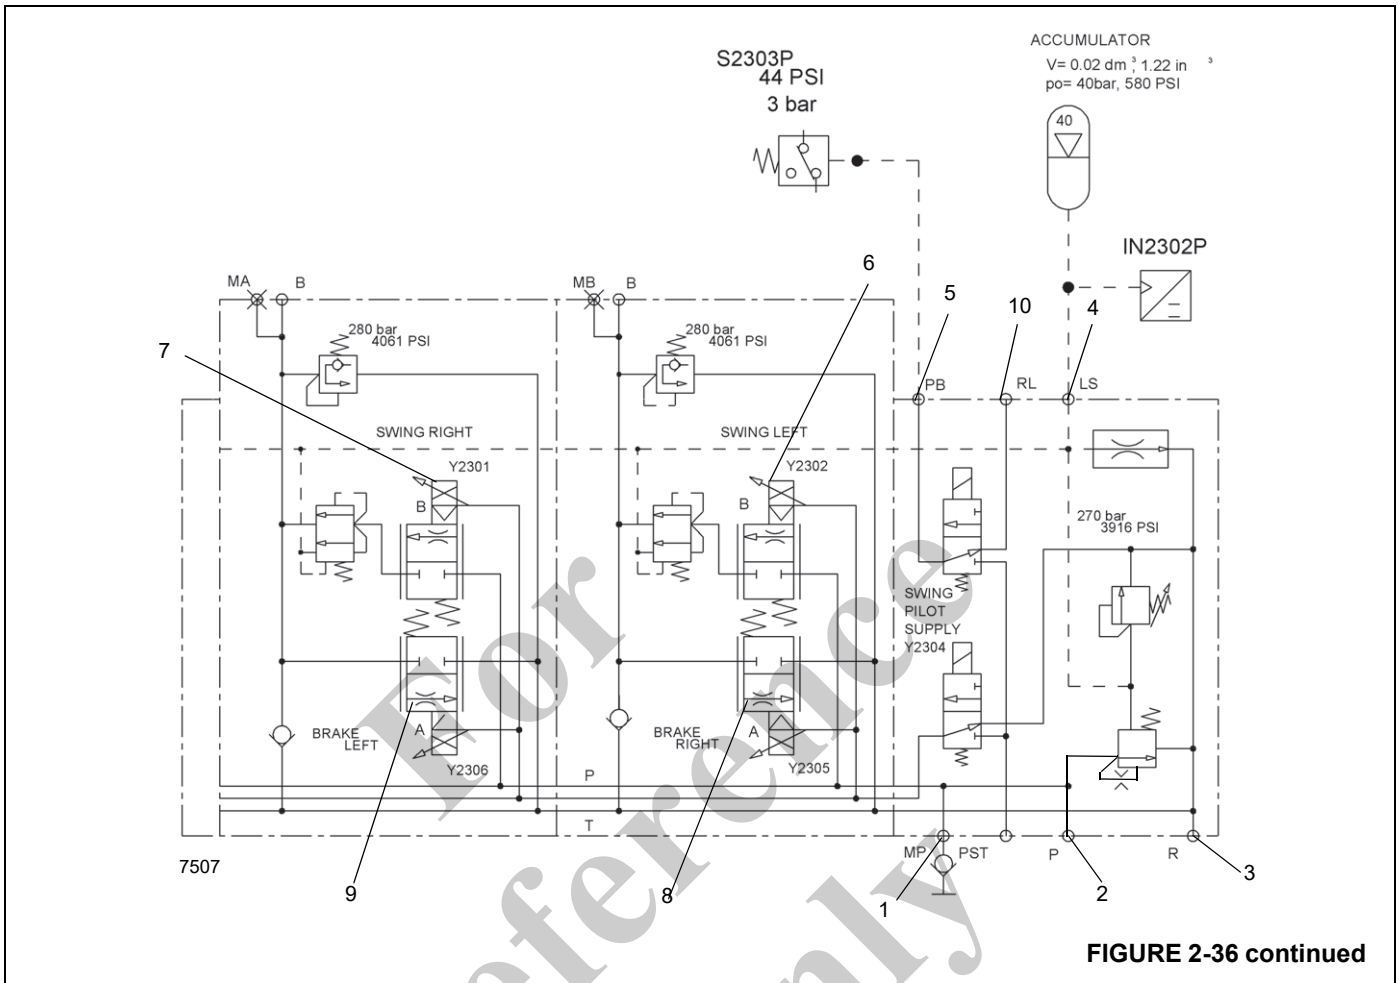 ACCUMULATOR
V= 0.02 dm³, 1.22 in ³
po= 40bar, 580 PSI
S2303P
44 PSI
3 bar
40
IN2302P
6
5
10
4
7
MA
B
MB
B
280 bar
4061 PSI
280 bar
4061 PSI
PB
RL
LS
SWING RIGHT
SWING LEFT
Y2301
Y2302
B
B
270 bar
3916 PSI
SWING
PILOT
SUPPLY
Y2304
BRAKE
LEFT
A
Y2306
BRAKE
RIGHT
A
Y2305
P
T
7507
MP
PST
P
R
9
8
1
2
3
For
Reference
Only
FIGURE 2-36 continued